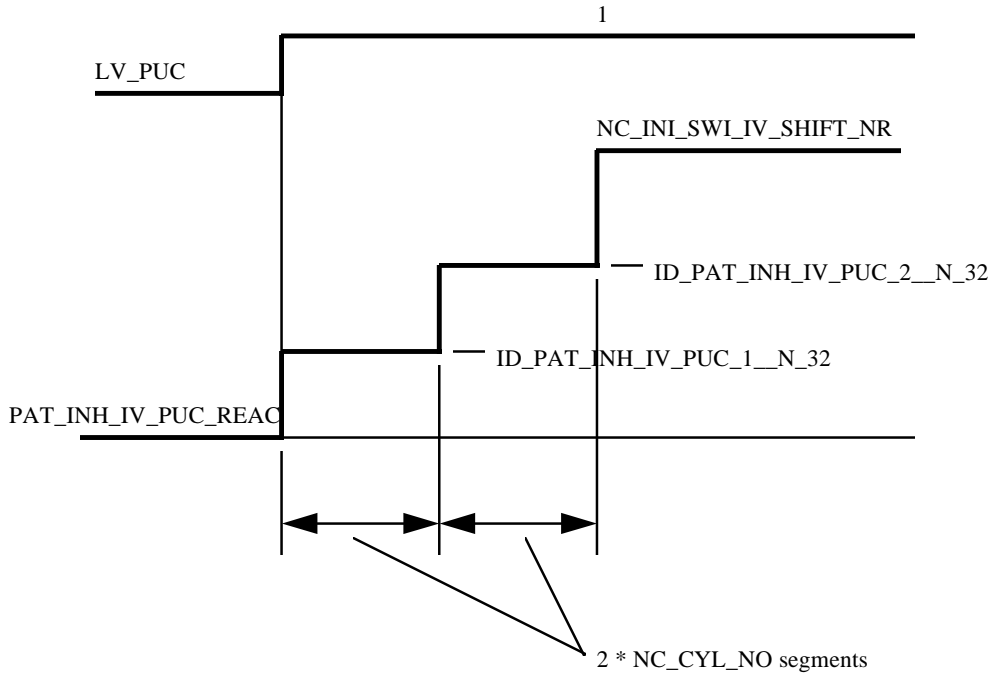 1
LV_PUC
NC_INI_SWI_IV_SHIFT_NR
ID_PAT_INH_IV_PUC_2__N_32
ID_PAT_INH_IV_PUC_1__N_32
PAT_INH_IV_PUC_REAC
2 * NC_CYL_NO segments